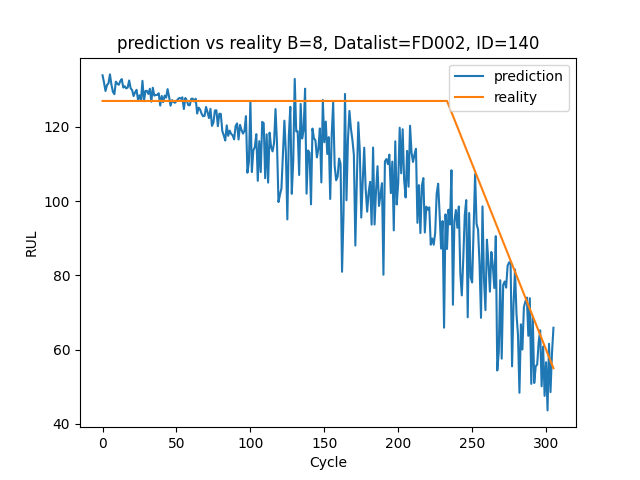 prediction vs reality B=8, Datalist=FD002, ID=140
prediction
reality
120
100
80
60
40
RUL
0 50 100 150 200 250 300
Cycle